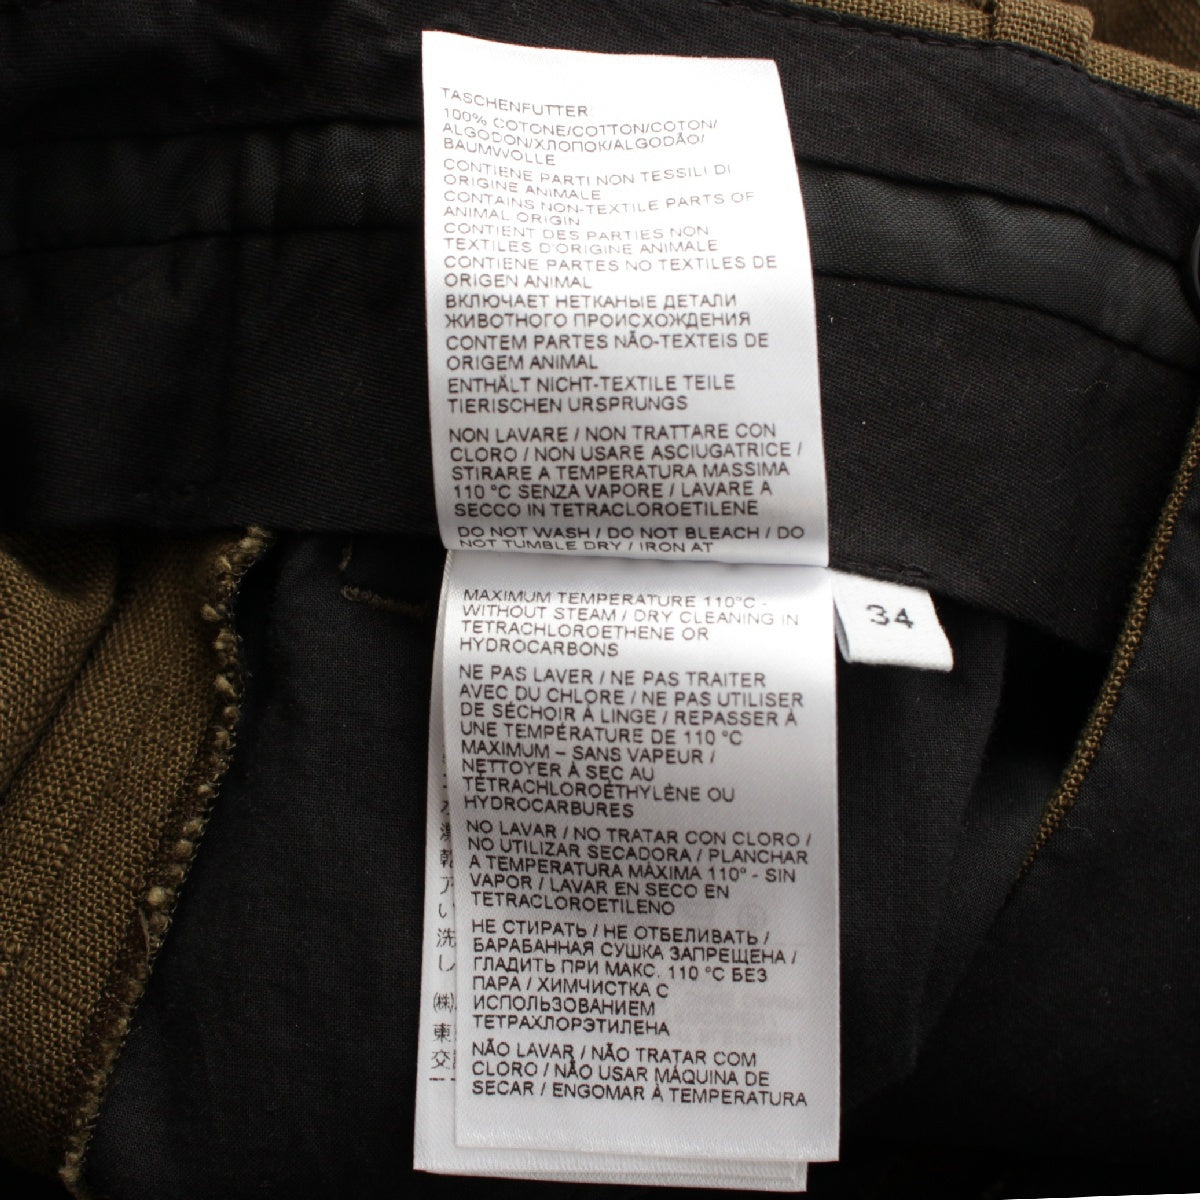 TASCHENFUTTER
100% COTONE/COTTON/COTON/
ALGODON/ХЛОПОК/ALGODÃO/
BAUMWOLLE
CONTIENE PARTI NON TESSILI DI
ORIGINE ANIMALE
CONTAINS NON-TEXTILE PARTS OF
ANIMAL ORIGIN
CONTIENT DES PARTIES NON
TEXTILES D'ORIGINE ANIMALE
CONTIENE PARTES NO TEXTILES DE
ORIGEN ANIMAL
ВКЛЮЧАЕТ НЕТКАНЫЕ ДЕТАЛИ
ЖИВОТНОГО ПРОИСХОЖДЕНИЯ
CONTEM PARTES NÃO-TEXTEIS DE
ORIGEM ANIMAL
ENTHÄLT NICHT-TEXTILE TEILE
TIERISCHEN URSPRUNGS
NON LAVARE / NON TRATTARE CON
CLORO / NON USARE ASCIUGATRICE /
STIRARE A TEMPERATURA MASSIMA
110 °C SENZA VAPORE / LAVARE A
SECCO IN TETRACLOROETILENE
DO NOT WASH / DO NOT BLEACH / DO
NOT TUMBLE DRY / IRON AT
MAXIMUM TEMPERATURE 110°C -
WITHOUT STEAM / DRY CLEANING IN
TETRACHLOROETHENE OR
HYDROCARBONS
NE PAS LAVER / NE PAS TRAITER
AVEC DU CHLORE / NE PAS UTILISER
DE SÉCHOIR À LINGE / REPASSER À
UNE TEMPÉRATURE DE 110 °C
MAXIMUM – SANS VAPEUR /
NETTOYER À SEC AU
TÉTRACHLOROÉTHYLÈNE OU
HYDROCARBURES
NO LAVAR / NO TRATAR CON CLORO /
NO UTILIZAR SECADORA / PLANCHAR
A TEMPERATURA MÁXIMA 110° - SIN
VAPOR / LAVAR EN SECO EN
TETRACLOROETILENO
НЕ СТИРАТЬ / НЕ ОТБЕЛИВАТЬ /
БАРАБАННАЯ СУШКА ЗАПРЕЩЕНА /
ГЛАДИТЬ ПРИ МАКС. 110 °C БЕЗ
ПАРА / ХИМЧИСТКА С
ИСПОЛЬЗОВАНИЕМ
ТЕТРАХЛОРЭТИЛЕНА
NÃO LAVAR / NÃO TRATAR COM
CLORO / NÃO USAR MÁQUINA DE
SECAR / ENGOMAR À TEMPERATURA
34
ア
い
洗
し
㈱
東
交